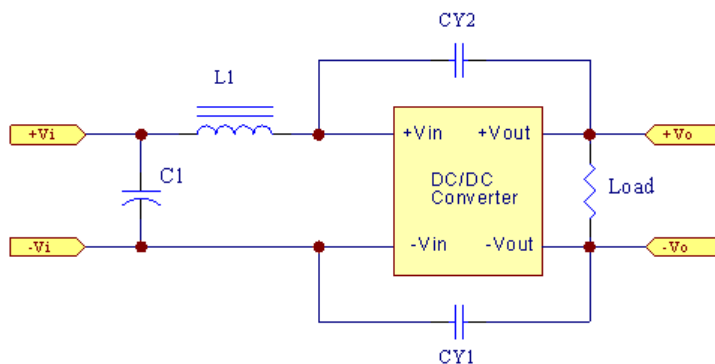 CY2
L1
+Vi
+Vin
+Vout
+Vo
C1
DC/DC
Converter
Load
-Vi
-Vin
-Vout
-Vo
CY1